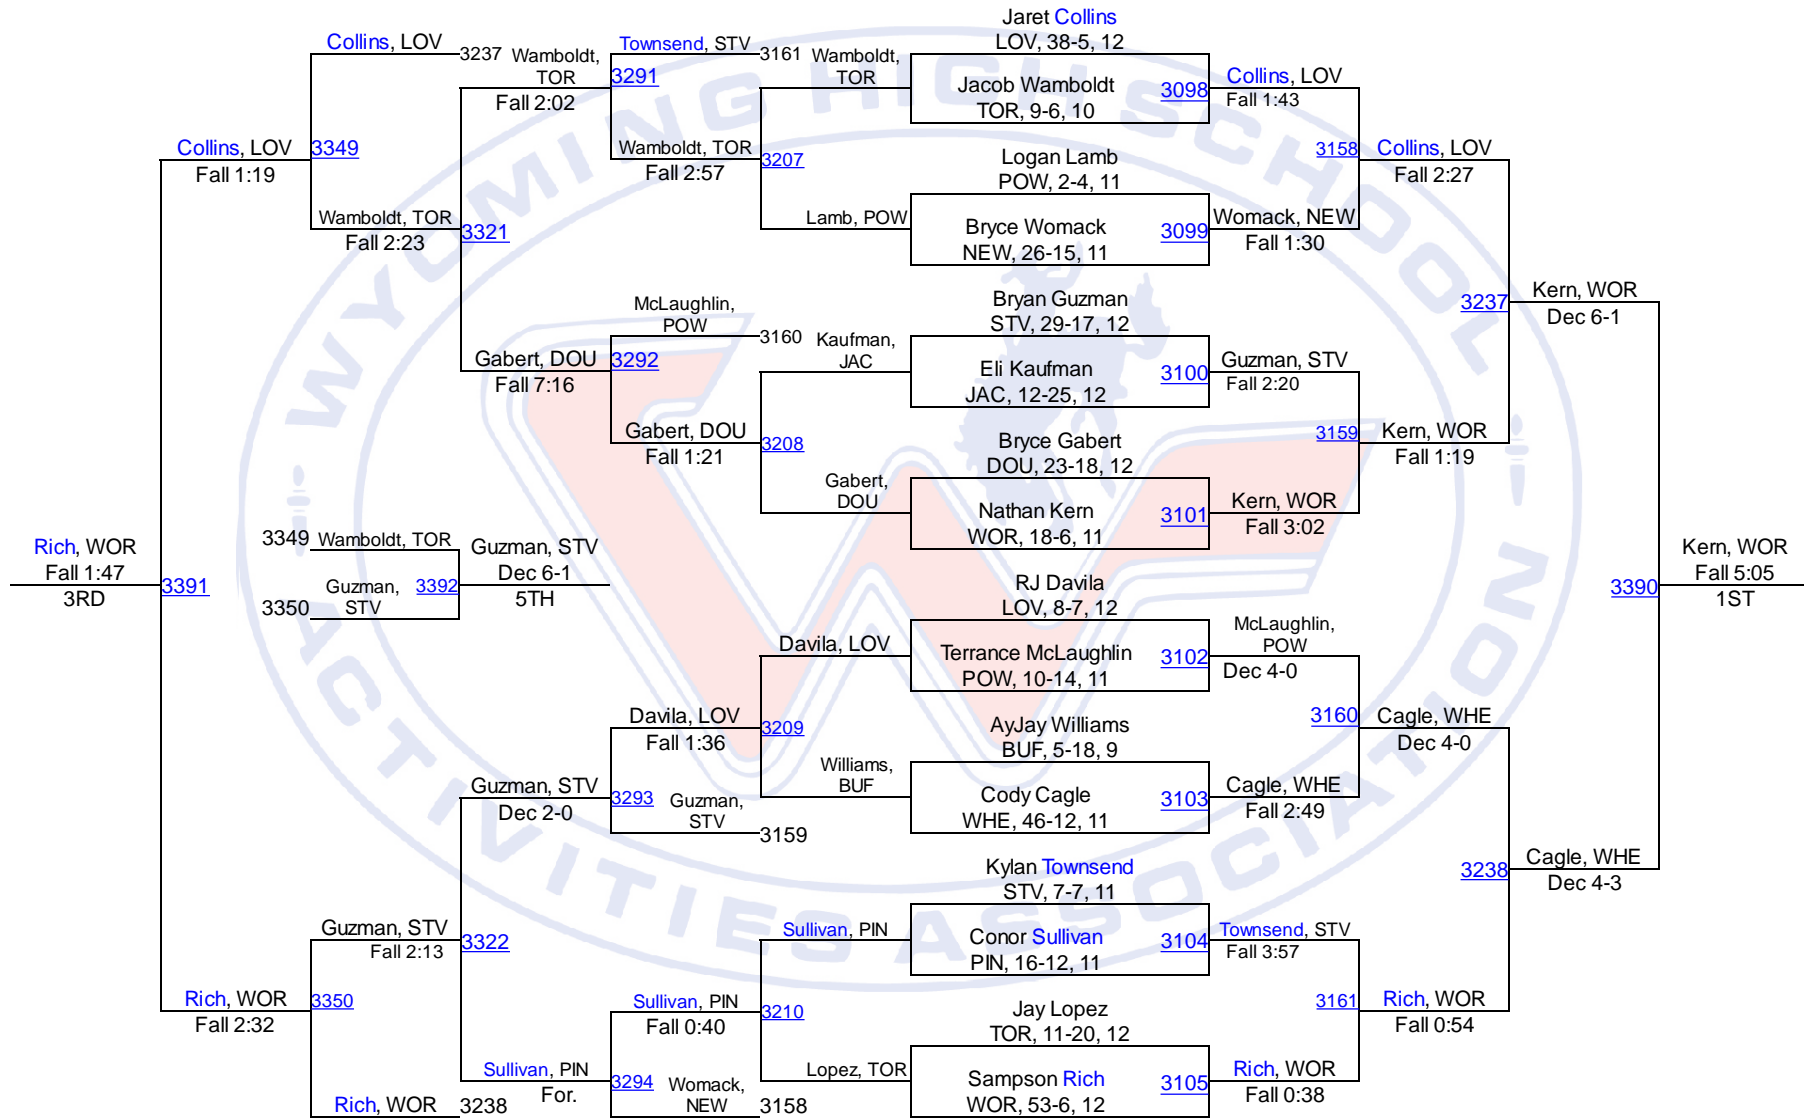 Jaret Collins
LOV, 38-5, 12
Collins, LOV
3237
Wamboldt,
TOR
Fall 2:02
Townsend, STV
3161
3291
Wamboldt,
TOR
Jacob Wamboldt
TOR, 9-6, 10
3098
Collins, LOV
Fall 1:43
Collins, LOV
Fall 1:19
3349
Wamboldt, TOR
Fall 2:57
3207
Logan Lamb
POW, 2-4, 11
3158
Collins, LOV
Fall 2:27
Wamboldt, TOR
Fall 2:23
3321
Lamb, POW
Bryce Womack
NEW, 26-15, 11
3099
Womack, NEW
Fall 1:30
McLaughlin,
POW
3160
Bryan Guzman
STV, 29-17, 12
3237
Kern, WOR
Dec 6-1
Gabert, DOU
Fall 7:16
3292
Kaufman,
JAC
Eli Kaufman
JAC, 12-25, 12
3100
Guzman, STV
Fall 2:20
Gabert, DOU
Fall 1:21
3208
Bryce Gabert
DOU, 23-18, 12
3159
Kern, WOR
Fall 1:19
Gabert,
DOU
Nathan Kern
WOR, 18-6, 11
3101
Kern, WOR
Fall 3:02
Rich, WOR
Fall 1:47
3RD
3391
3349
Wamboldt, TOR
3350
Guzman,
STV
3392
Guzman, STV
Dec 6-1
5TH
RJ Davila
LOV, 8-7, 12
3390
Kern, WOR
Fall 5:05
1ST
Davila, LOV
Terrance McLaughlin
POW, 10-14, 11
3102
McLaughlin,
POW
Dec 4-0
Davila, LOV
Fall 1:36
3209
AyJay Williams
BUF, 5-18, 9
3160
Cagle, WHE
Dec 4-0
Guzman, STV
Dec 2-0
3293
Guzman,
STV
3159
Williams,
BUF
Cody Cagle
WHE, 46-12, 11
3103
Cagle, WHE
Fall 2:49
Kylan Townsend
STV, 7-7, 11
3238
Cagle, WHE
Dec 4-3
Guzman, STV
Fall 2:13
3322
Sullivan, PIN
Conor Sullivan
PIN, 16-12, 11
3104
Townsend, STV
Fall 3:57
Rich, WOR
Fall 2:32
3350
Sullivan, PIN
Fall 0:40
3210
Jay Lopez
TOR, 11-20, 12
3161
Rich, WOR
Fall 0:54
Sullivan, PIN
For.
3294
Womack,
NEW
3158
Lopez, TOR
Sampson Rich
WOR, 53-6, 12
3105
Rich, WOR
Fall 0:38
Rich, WOR
3238
WYOMING HIGH SCHOOL
ACTIVITIES ASSOCIATION